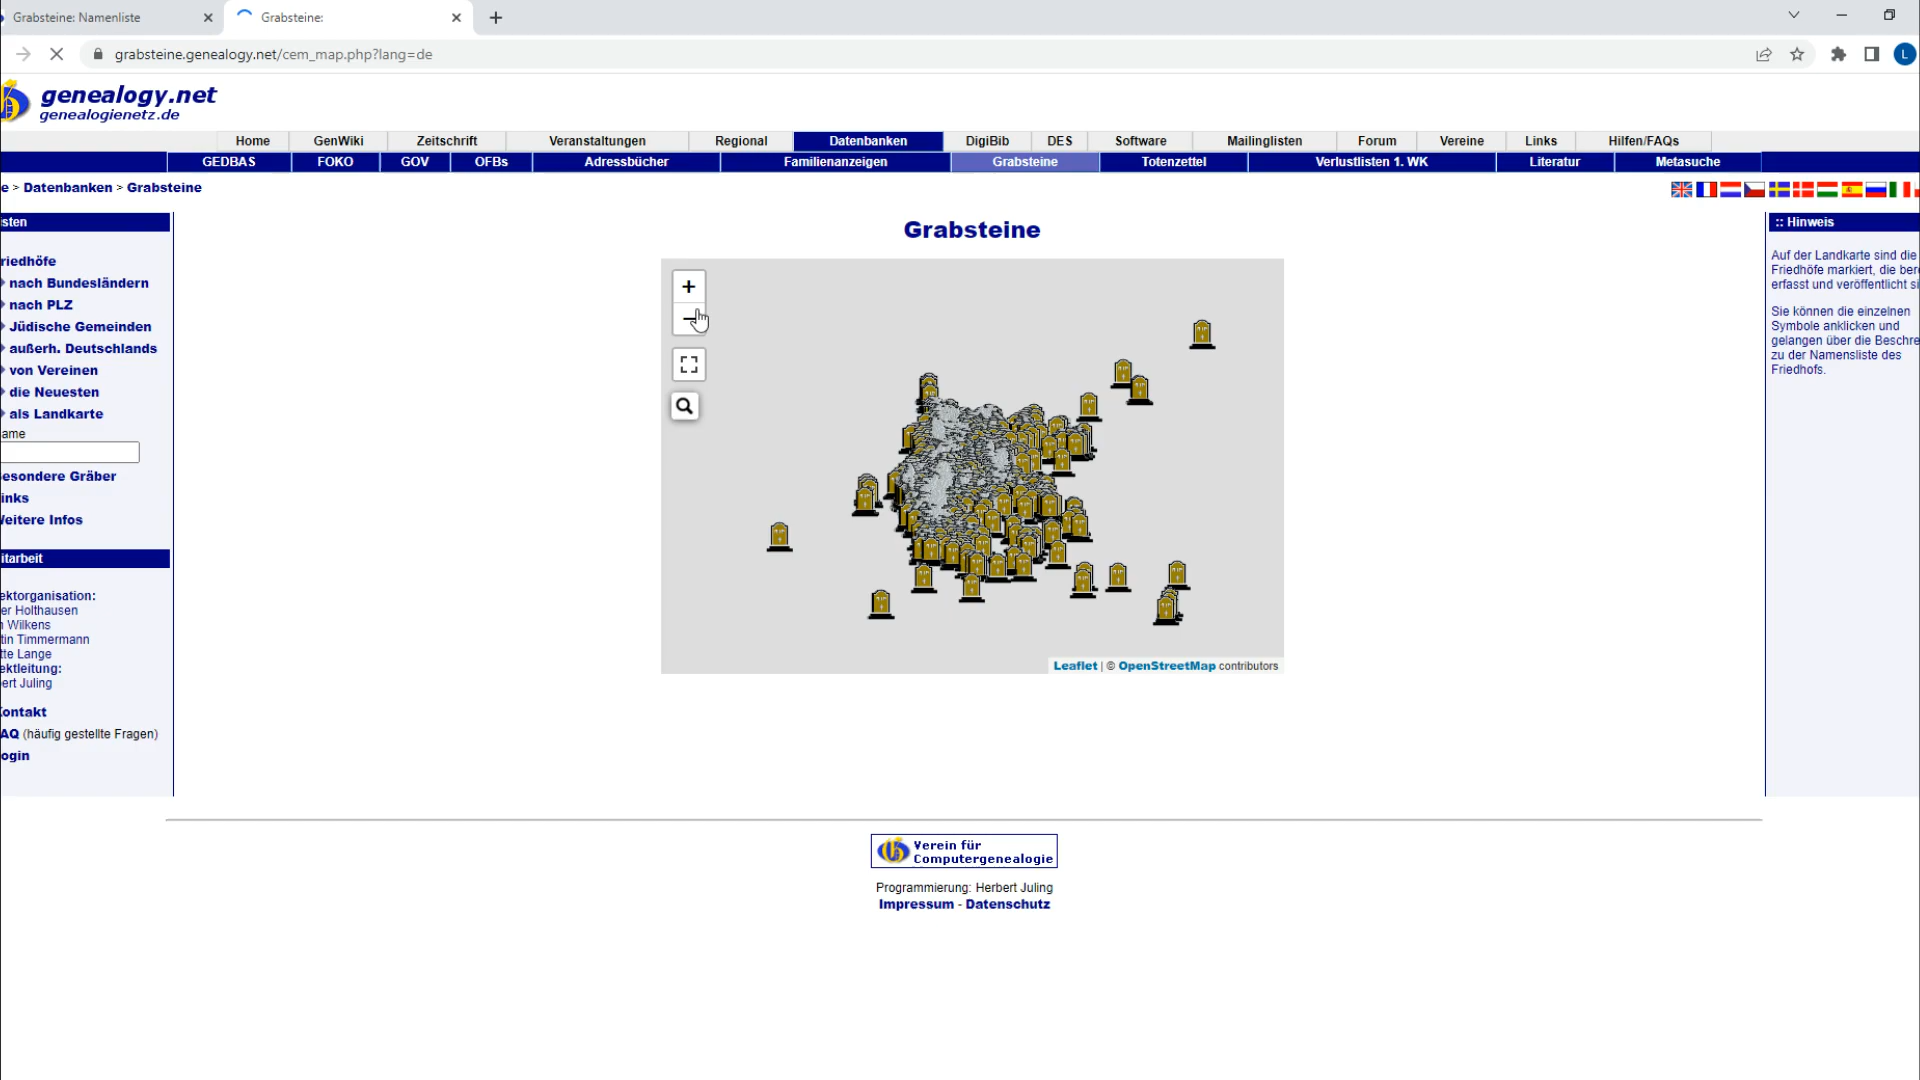 Grabsteine: Namenliste
Grabsteine:
grabsteine.genealogy.net/cem_map.php?lang=de
L
genealogy.net
genealogienetz.de
Home GenWiki Zeitschrift Veranstaltungen Regional Datenbanken DigiBib DES Software Mailinglisten Forum Vereine Links Hilfen/FAQs
GEDBAS FOKO GOV OFBs Adressbücher Familienanzeigen Grabsteine Totenzettel Verlustlisten 1. WK Literatur Metasuche
e > Datenbanken > Grabsteine
isten
riedhöfe
nach Bundesländern
nach PLZ
Jüdische Gemeinden
außerh. Deutschlands
von Vereinen
die Neuesten
als Landkarte
ame
esondere Gräber
inks
eitere Infos
itarbeit
ektorganisation:
er Holthausen
n Wilkens
tin Timmermann
tte Lange
ektleitung:
ert Juling
ontakt
AQ (häufig gestellte Fragen)
ogin
Grabsteine
+
−
Leaflet | © OpenStreetMap contributors
:: Hinweis
Auf der Landkarte sind die
Friedhöfe markiert, die bere
erfasst und veröffentlicht si
Sie können die einzelnen
Symbole anklicken und
gelangen über die Beschre
zu der Namensliste des
Friedhofs.
Verein für
Computergenealogie
Programmierung: Herbert Juling
Impressum - Datenschutz